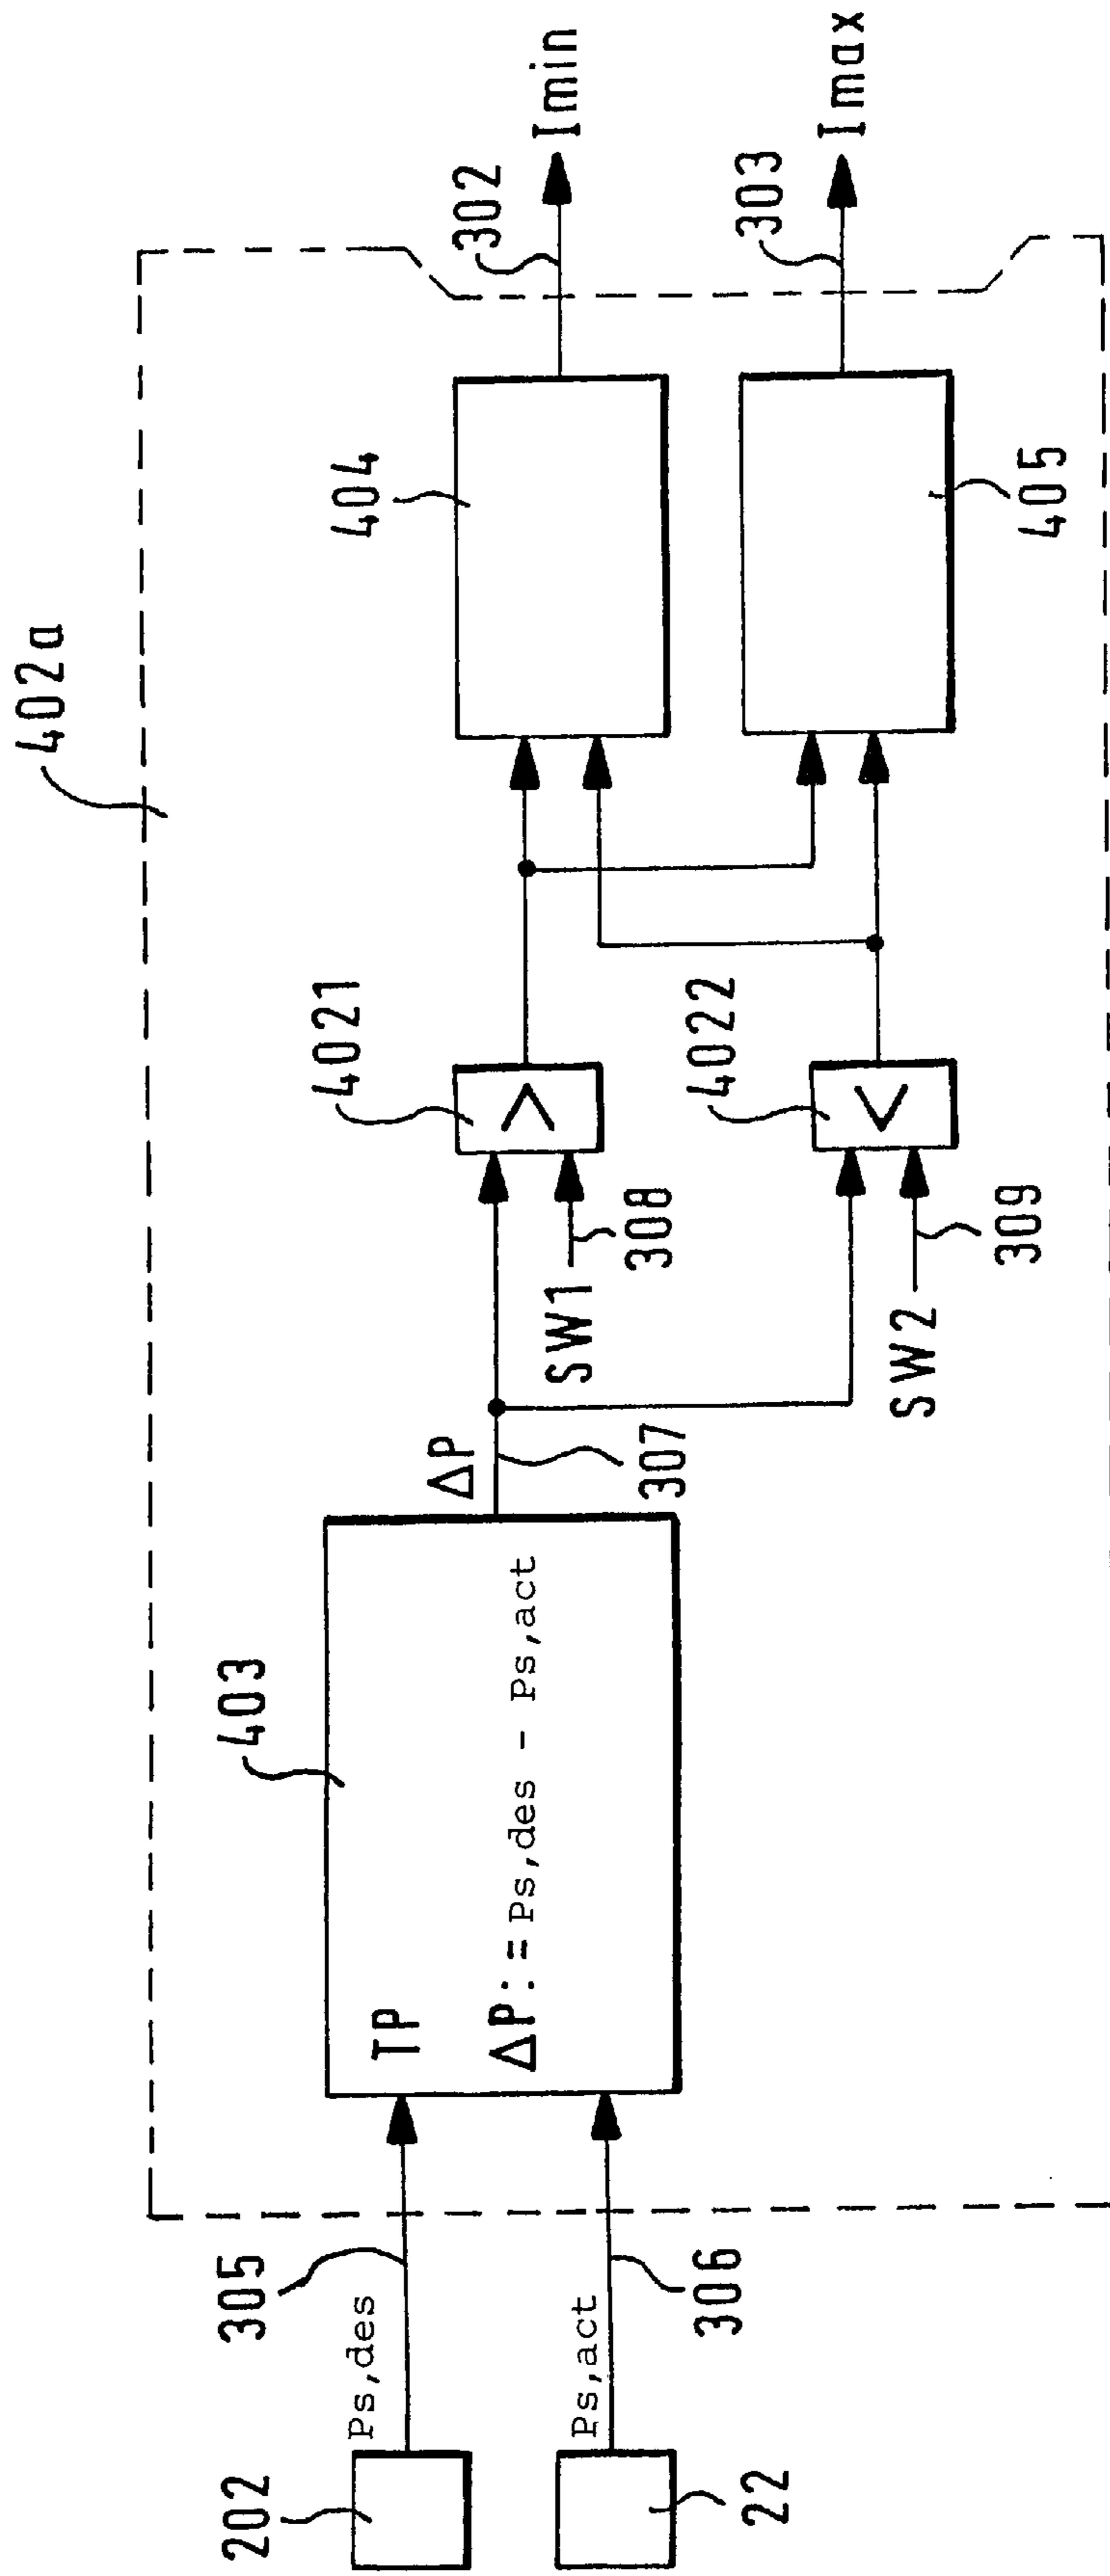 402a
202
Ps,des
305
403
TP
ΔP:=Ps,des - Ps,act
Ps,act
306
22
ΔP
307
4021
>
SW1
308
4022
<
SW2
309
404
405
302
Imin
303
Imax